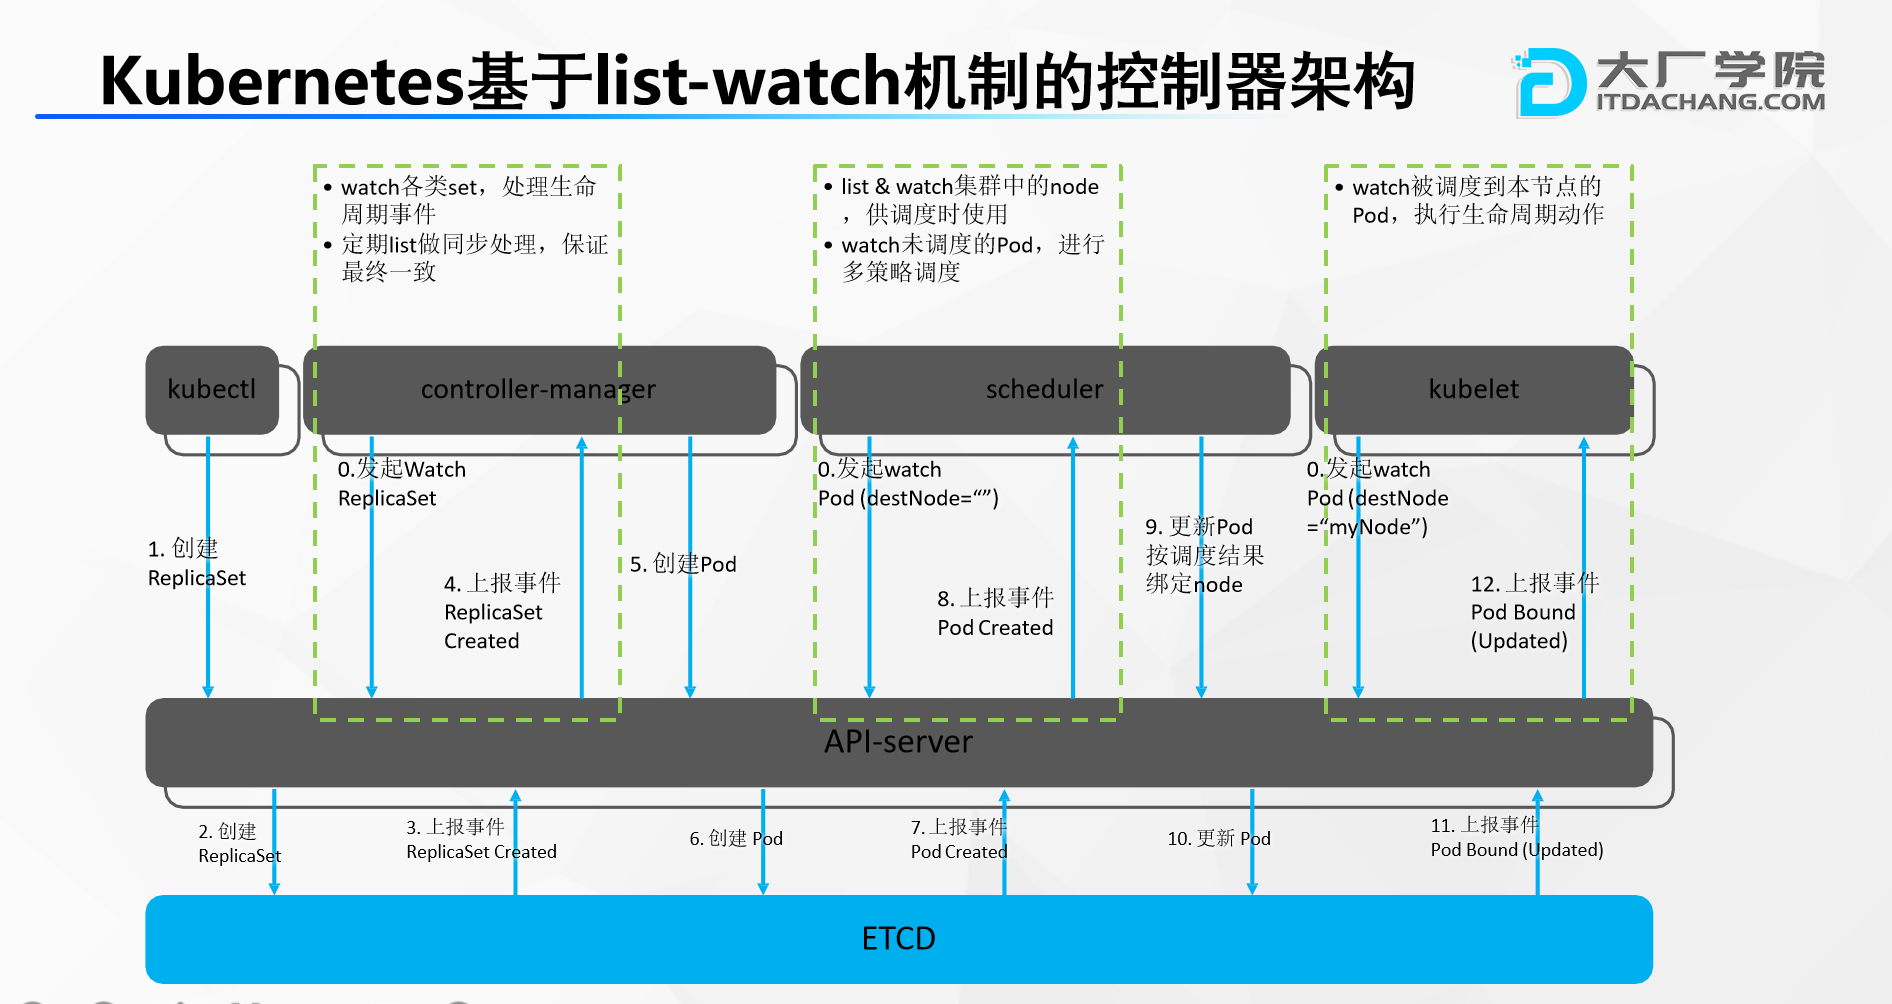 Kubernetes基于list-watch机制的控制器架构
大厂学院
ITDACHANG.COM
• watch各类set，处理生命
周期事件
• 定期list做同步处理，保证
最终一致
• list & watch集群中的node
，供调度时使用
• watch未调度的Pod，进行
多策略调度
• watch被调度到本节点的
Pod，执行生命周期动作
kubectl
controller-manager
scheduler
kubelet
0.发起Watch
ReplicaSet
0.发起watch
Pod (destNode=“”)
0.发起watch
Pod (destNode
=“myNode”)
1. 创建
ReplicaSet
4. 上报事件
ReplicaSet
Created
5. 创建Pod
8. 上报事件
Pod Created
9. 更新Pod
按调度结果
绑定node
12. 上报事件
Pod Bound
(Updated)
API-server
2. 创建
ReplicaSet
3. 上报事件
ReplicaSet Created
6. 创建 Pod
7. 上报事件
Pod Created
10. 更新 Pod
11. 上报事件
Pod Bound (Updated)
ETCD